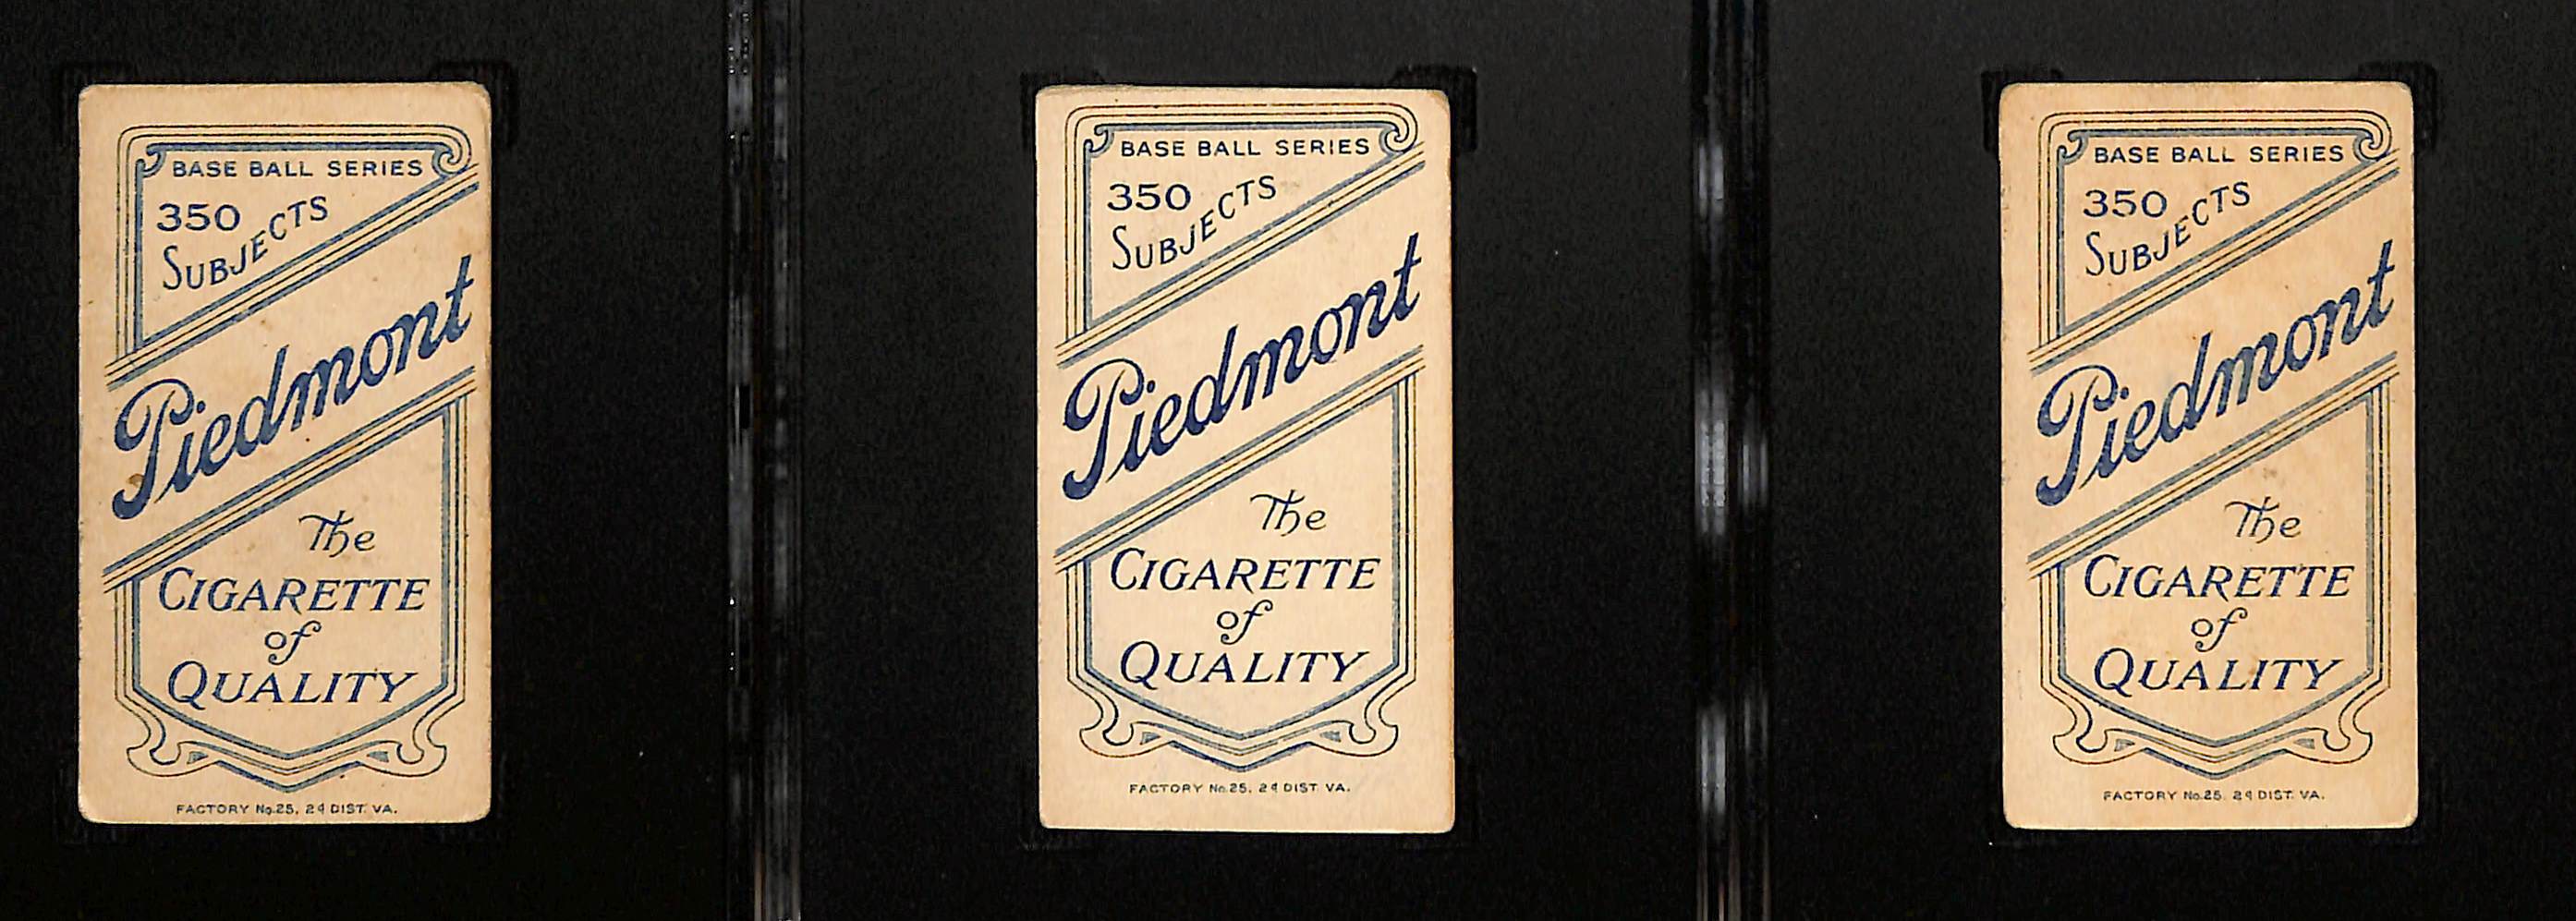 BASE BALL SERIES
350
SUBJECTS
Piedmont
The
CIGARETTE
of
QUALITY
FACTORY No.25, 2d DIST. VA.
BASE BALL SERIES
350
SUBJECTS
Piedmont
The
CIGARETTE
of
QUALITY
FACTORY No.25, 2d DIST. VA.
BASE BALL SERIES
350
SUBJECTS
Piedmont
The
CIGARETTE
of
QUALITY
FACTORY No.25, 2d DIST. VA.